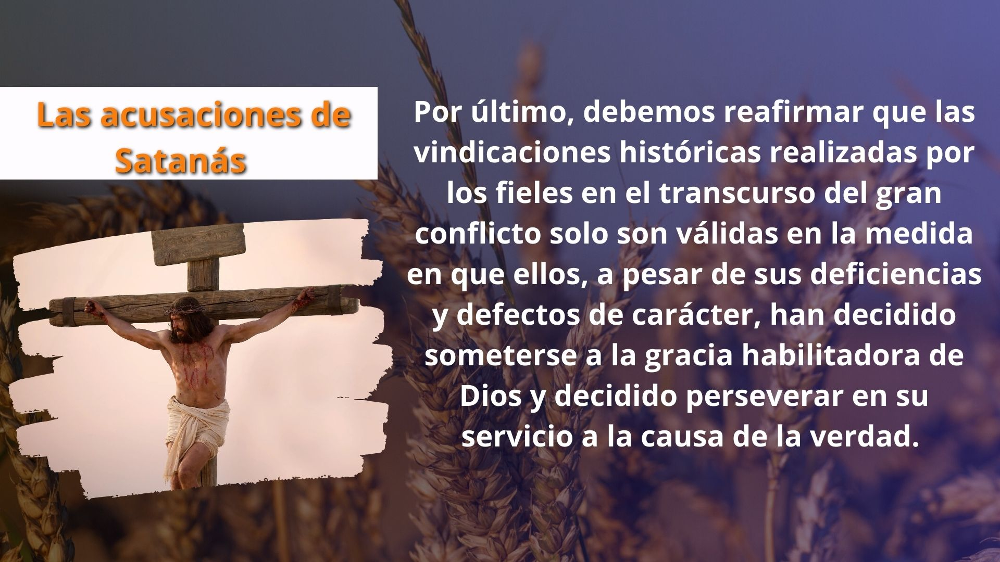 Las acusaciones de
Satanás
Por último, debemos reafirmar que las
vindicaciones históricas realizadas por
los fieles en el transcurso del gran
conflicto solo son válidas en la medida
en que ellos, a pesar de sus deficiencias
y defectos de carácter, han decidido
someterse a la gracia habilitadora de
Dios y decidido perseverar en su
servicio a la causa de la verdad.